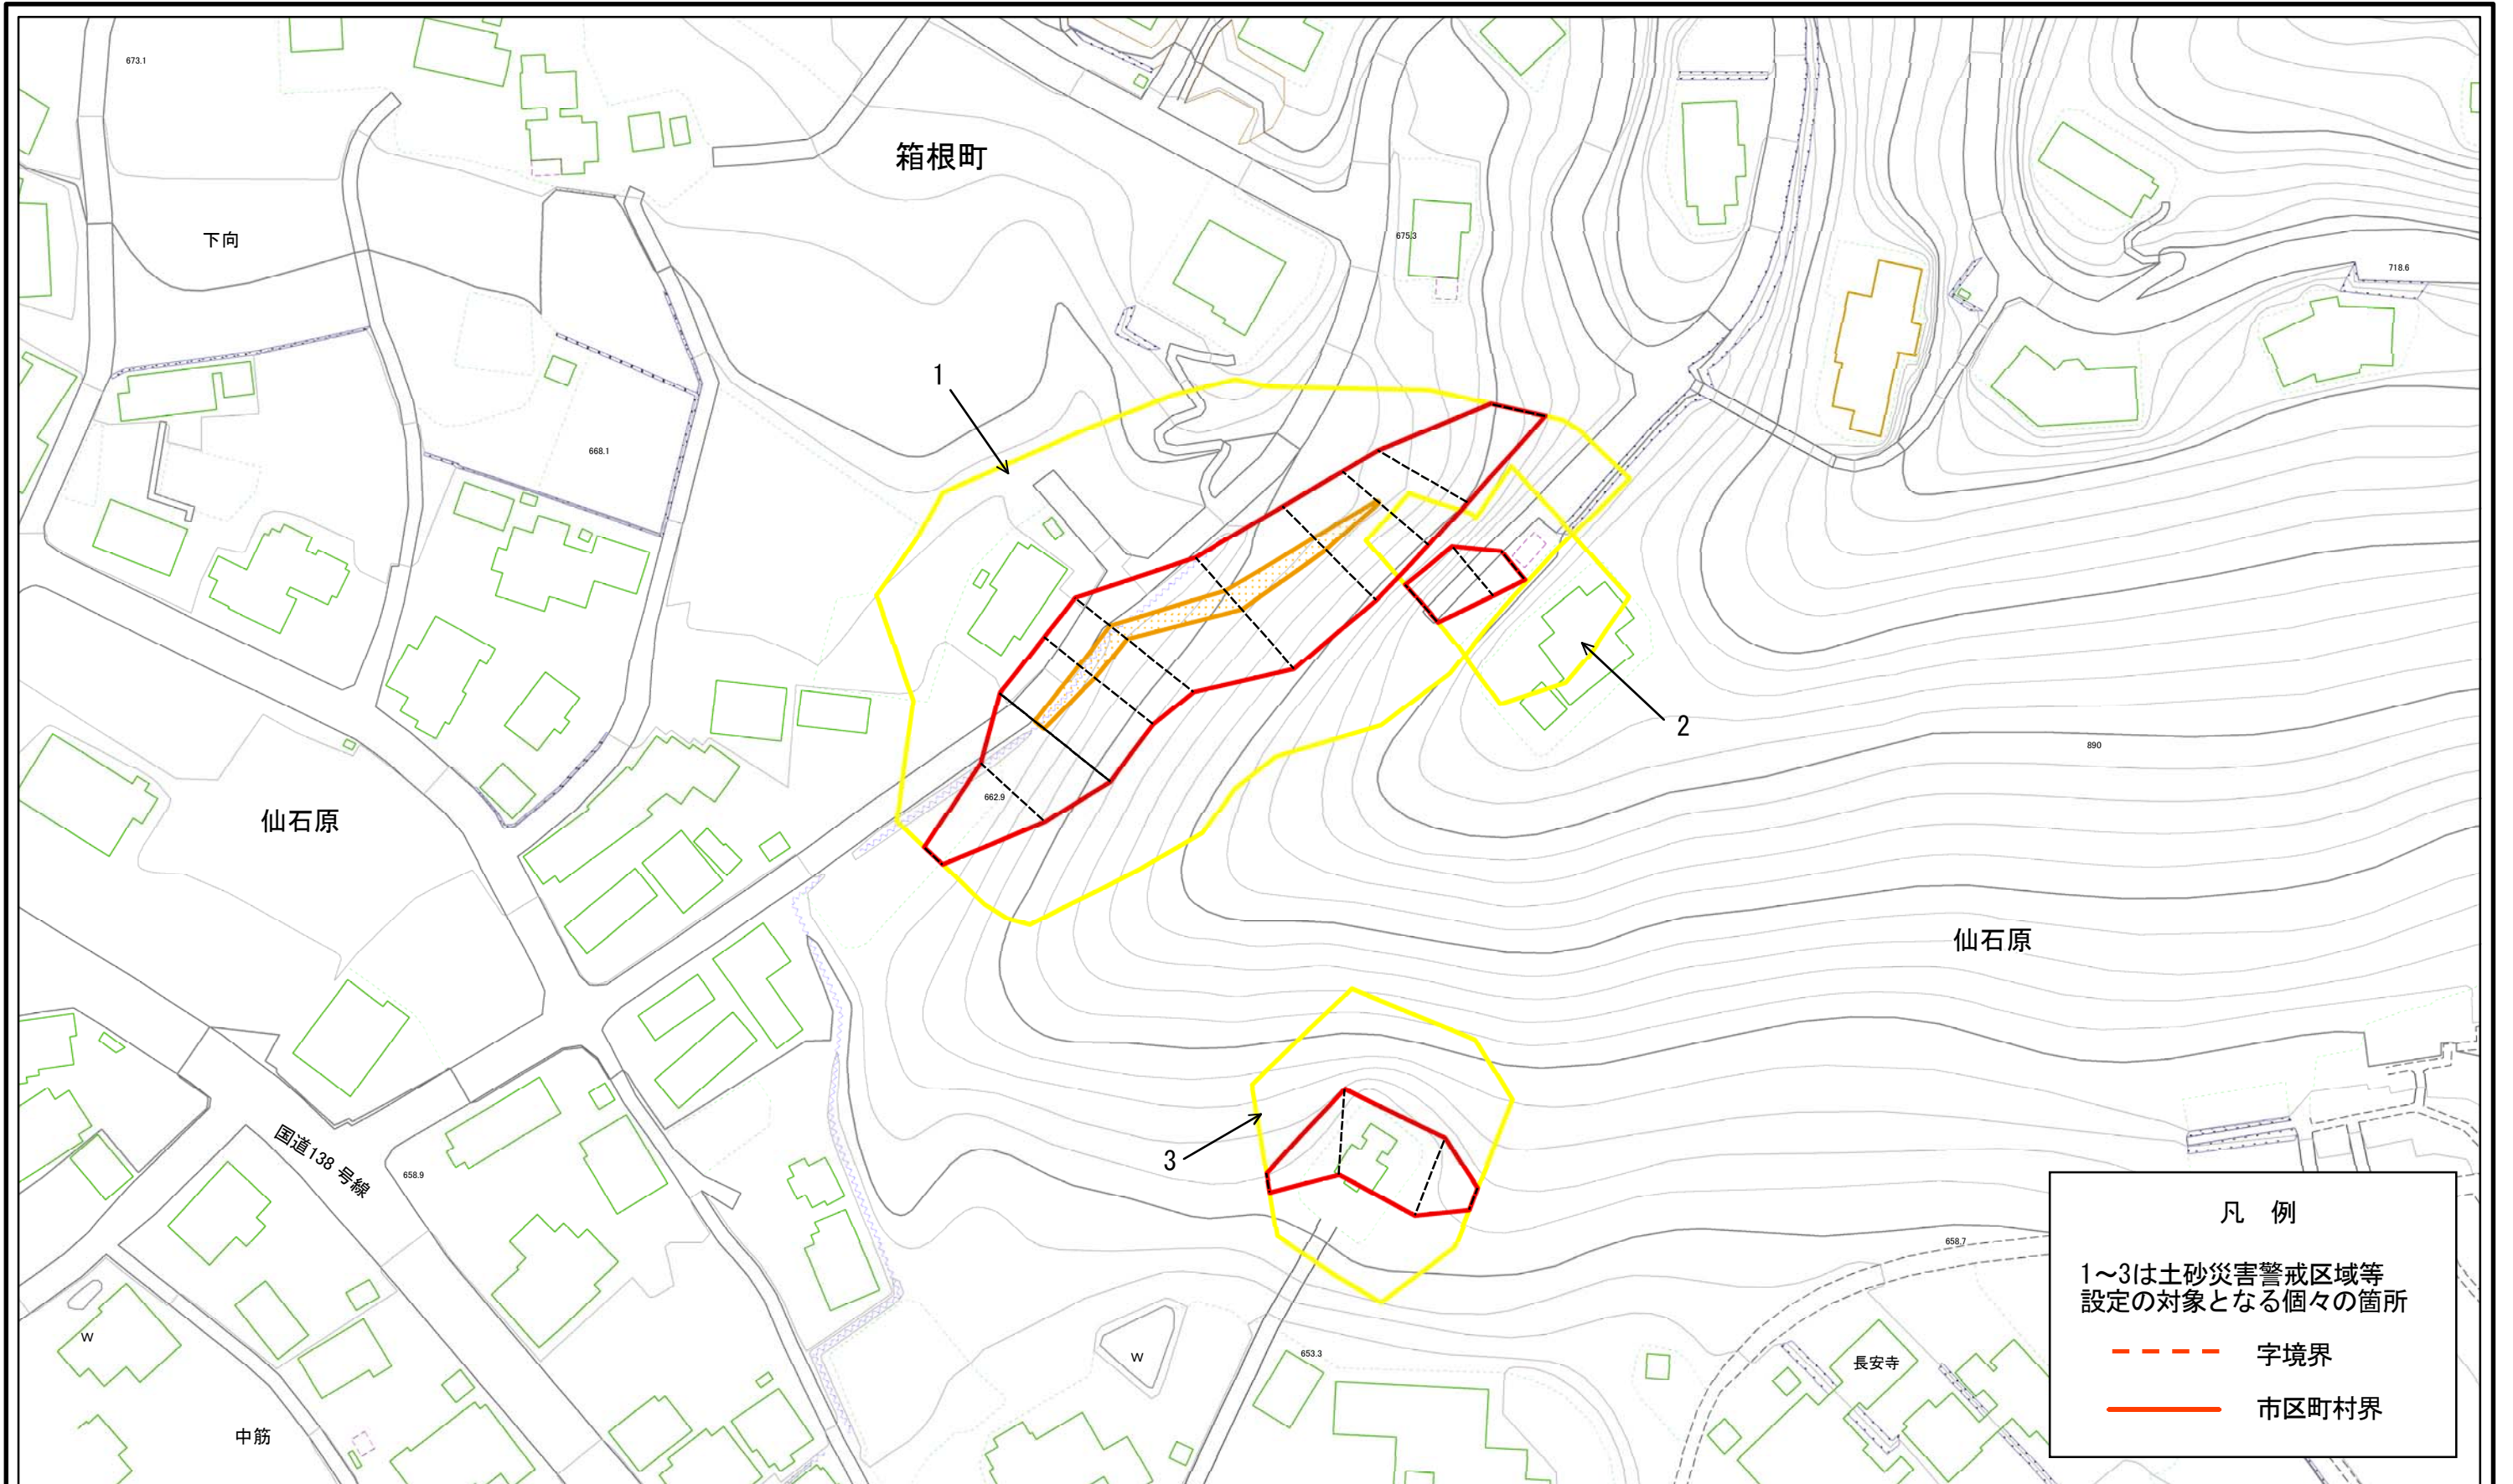 673.1
箱根町
下向
675.3
718.6
1
668.1
2
890
662.9
仙石原
仙石原
3
国道138号線
658.9
658.7
W
W
653.3
長安寺
中筋
凡 例
1～3は土砂災害警戒区域等
設定の対象となる個々の箇所
字境界
市区町村界